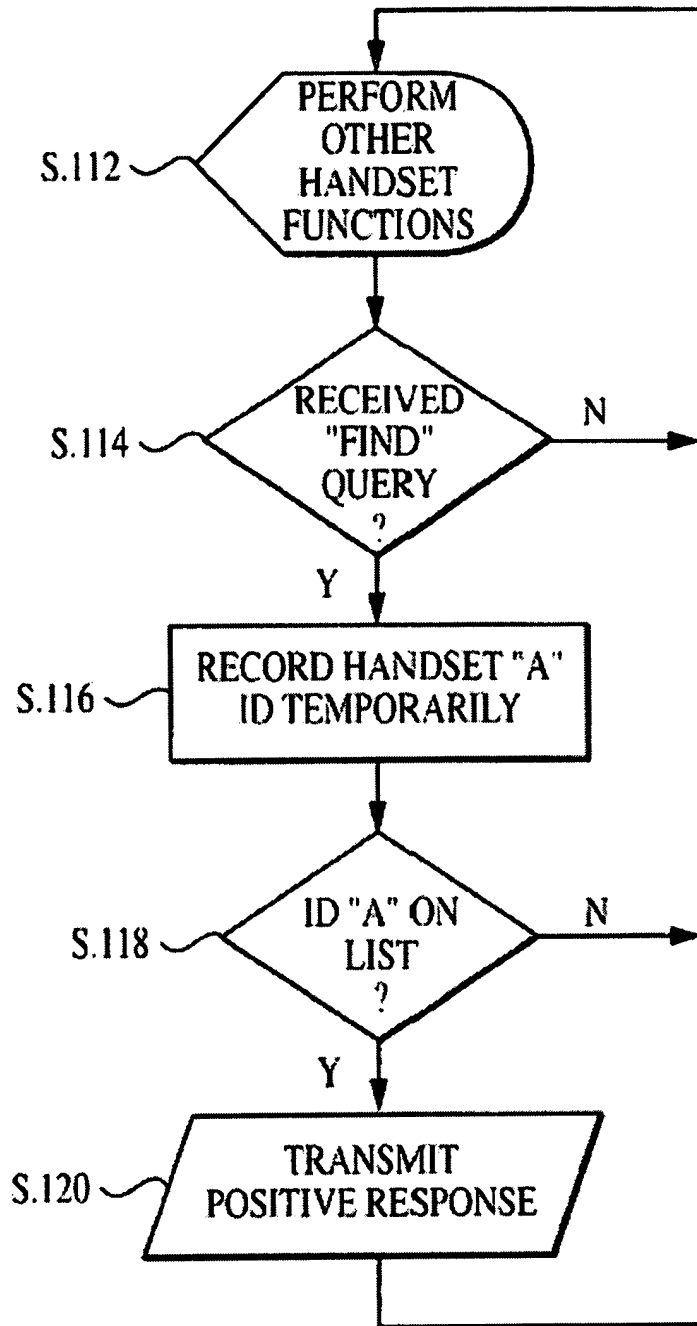 PERFORM
OTHER
HANDSET
FUNCTIONS
S.112
RECEIVED
"FIND"
QUERY
?
S.114
N
Y
RECORD HANDSET "A"
ID TEMPORARILY
S.116
ID "A" ON
LIST
?
S.118
N
Y
TRANSMIT
POSITIVE RESPONSE
S.120